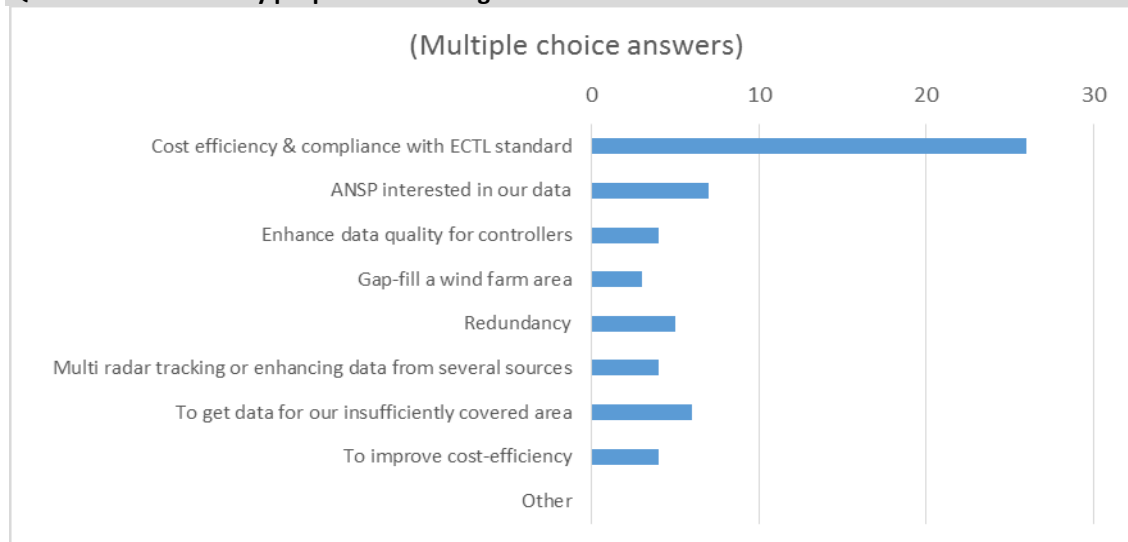 (Multiple choice answers)
0 10 20 30
Cost efficiency & compliance with ECTL standard
ANSP interested in our data
Enhance data quality for controllers
Gap-fill a wind farm area
Redundancy
Multi radar tracking or enhancing data from several sources
To get data for our insufficiently covered area
To improve cost-efficiency
Other